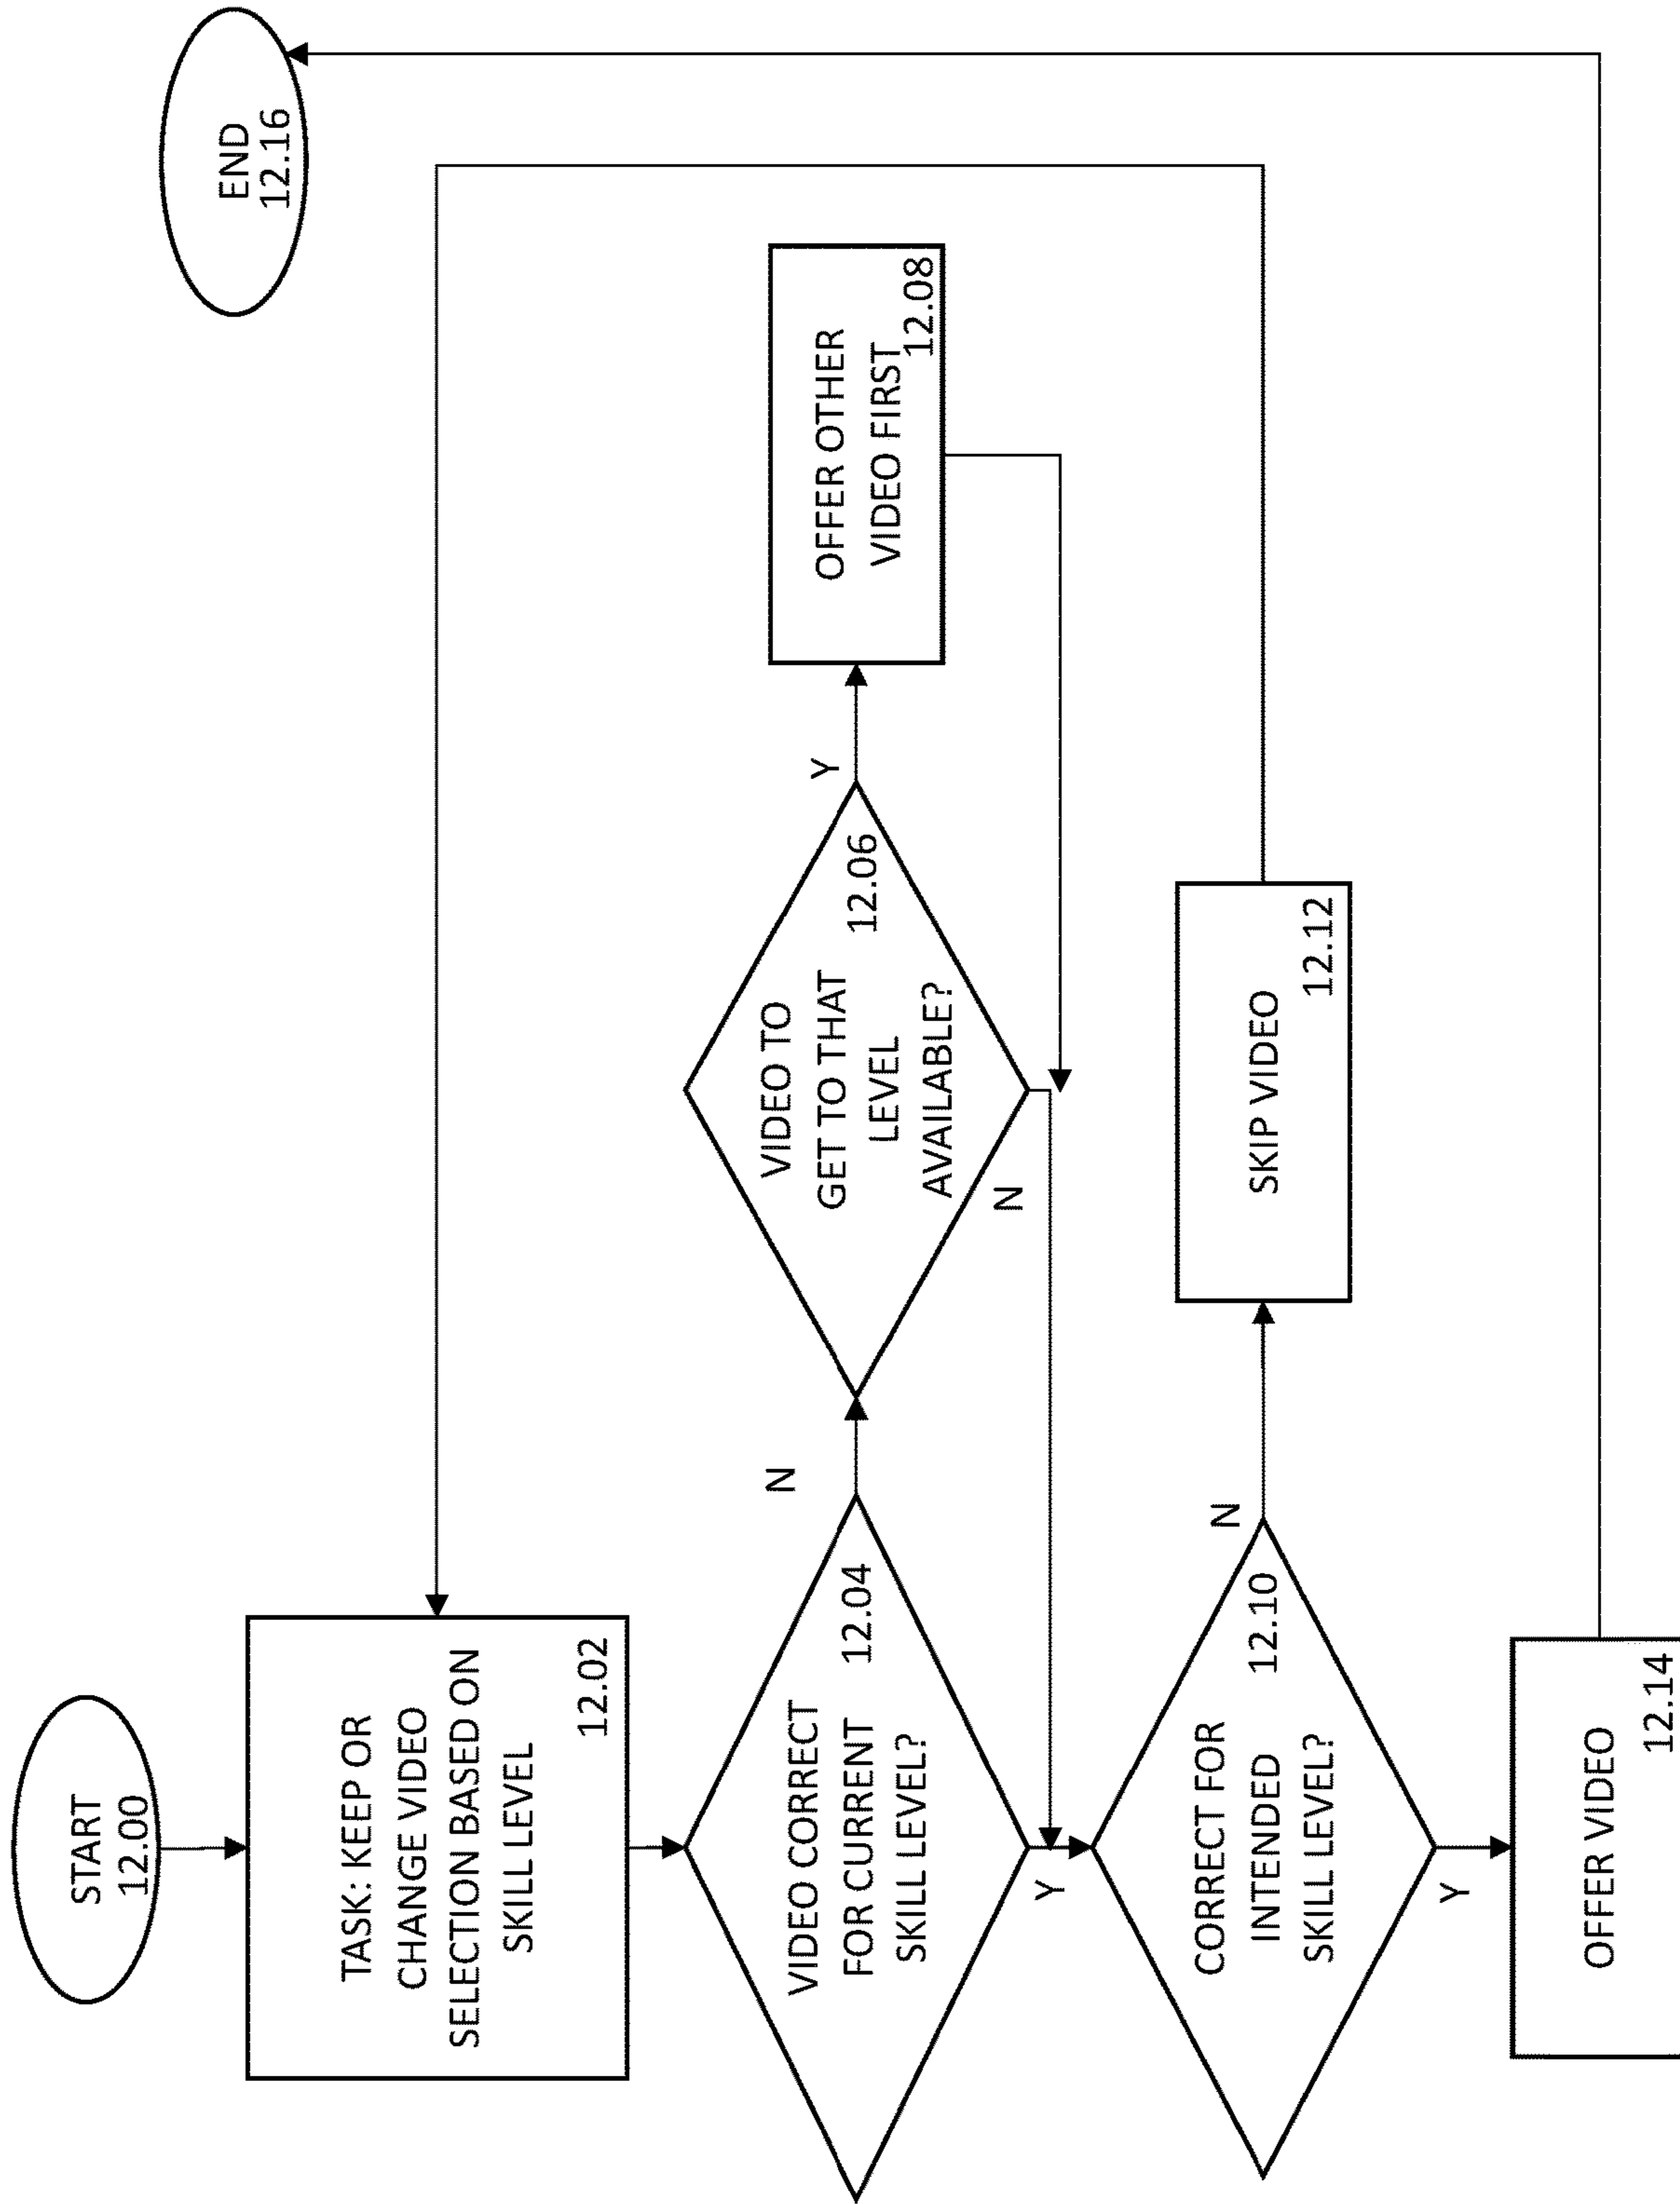 START
12.00
TASK: KEEP OR
CHANGE VIDEO
SELECTION BASED ON
SKILL LEVEL
12.02
VIDEO CORRECT
FOR CURRENT
SKILL LEVEL?
12.04
N
Y
VIDEO TO
GET TO THAT
LEVEL
AVAILABLE?
12.06
Y
N
OFFER OTHER
VIDEO FIRST
12.08
CORRECT FOR
INTENDED
SKILL LEVEL?
12.10
N
Y
SKIP VIDEO
12.12
OFFER VIDEO
12.14
END
12.16